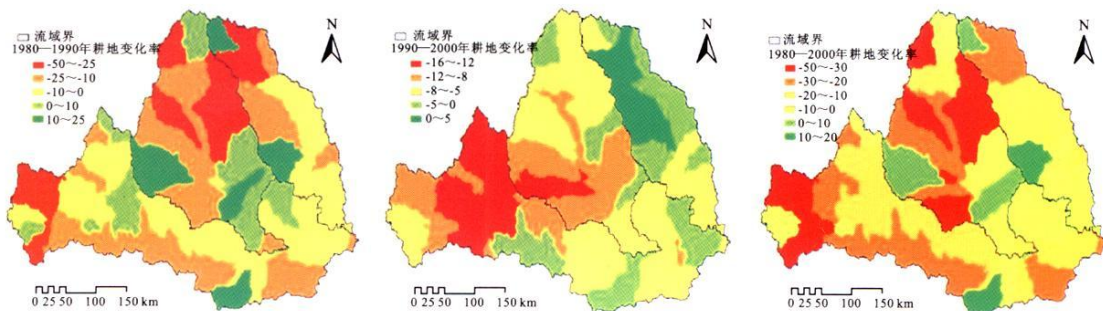 N
流域界
1980—1990年耕地变化率
-50～-25
-25～-10
-10～0
0～10
10～25
0 25 50 100 150 km
N
流域界
1990—2000年耕地变化率
-16～-12
-12～-8
-8～-5
-5～0
0～5
0 25 50 100 150 km
N
流域界
1980—2000年耕地变化率
-50～-30
-30～-20
-20～-10
-10～0
0～10
10～20
0 25 50 100 150 km